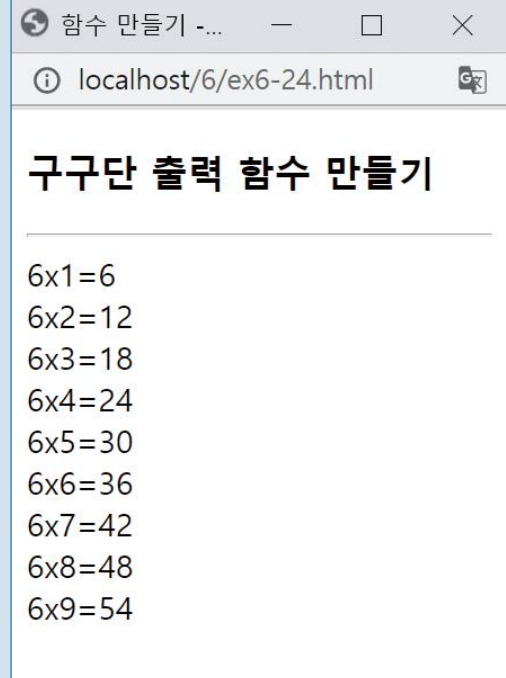 함수 만들기 -...
localhost/6/ex6-24.html
구구단 출력 함수 만들기
6x1=6
6x2=12
6x3=18
6x4=24
6x5=30
6x6=36
6x7=42
6x8=48
6x9=54